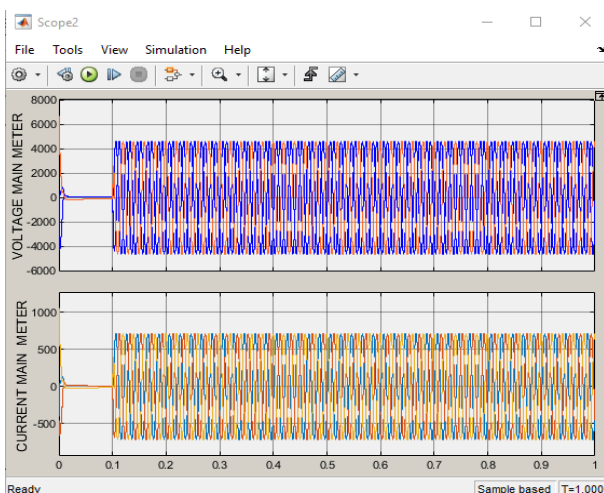 Scope2
File Tools View Simulation Help
VOLTAGE MAIN METER
8000
6000
4000
2000
0
-2000
-4000
-6000
CURRENT MAIN METER
1000
500
0
-500
0 0.1 0.2 0.3 0.4 0.5 0.6 0.7 0.8 0.9 1
Ready Sample based T=1.000